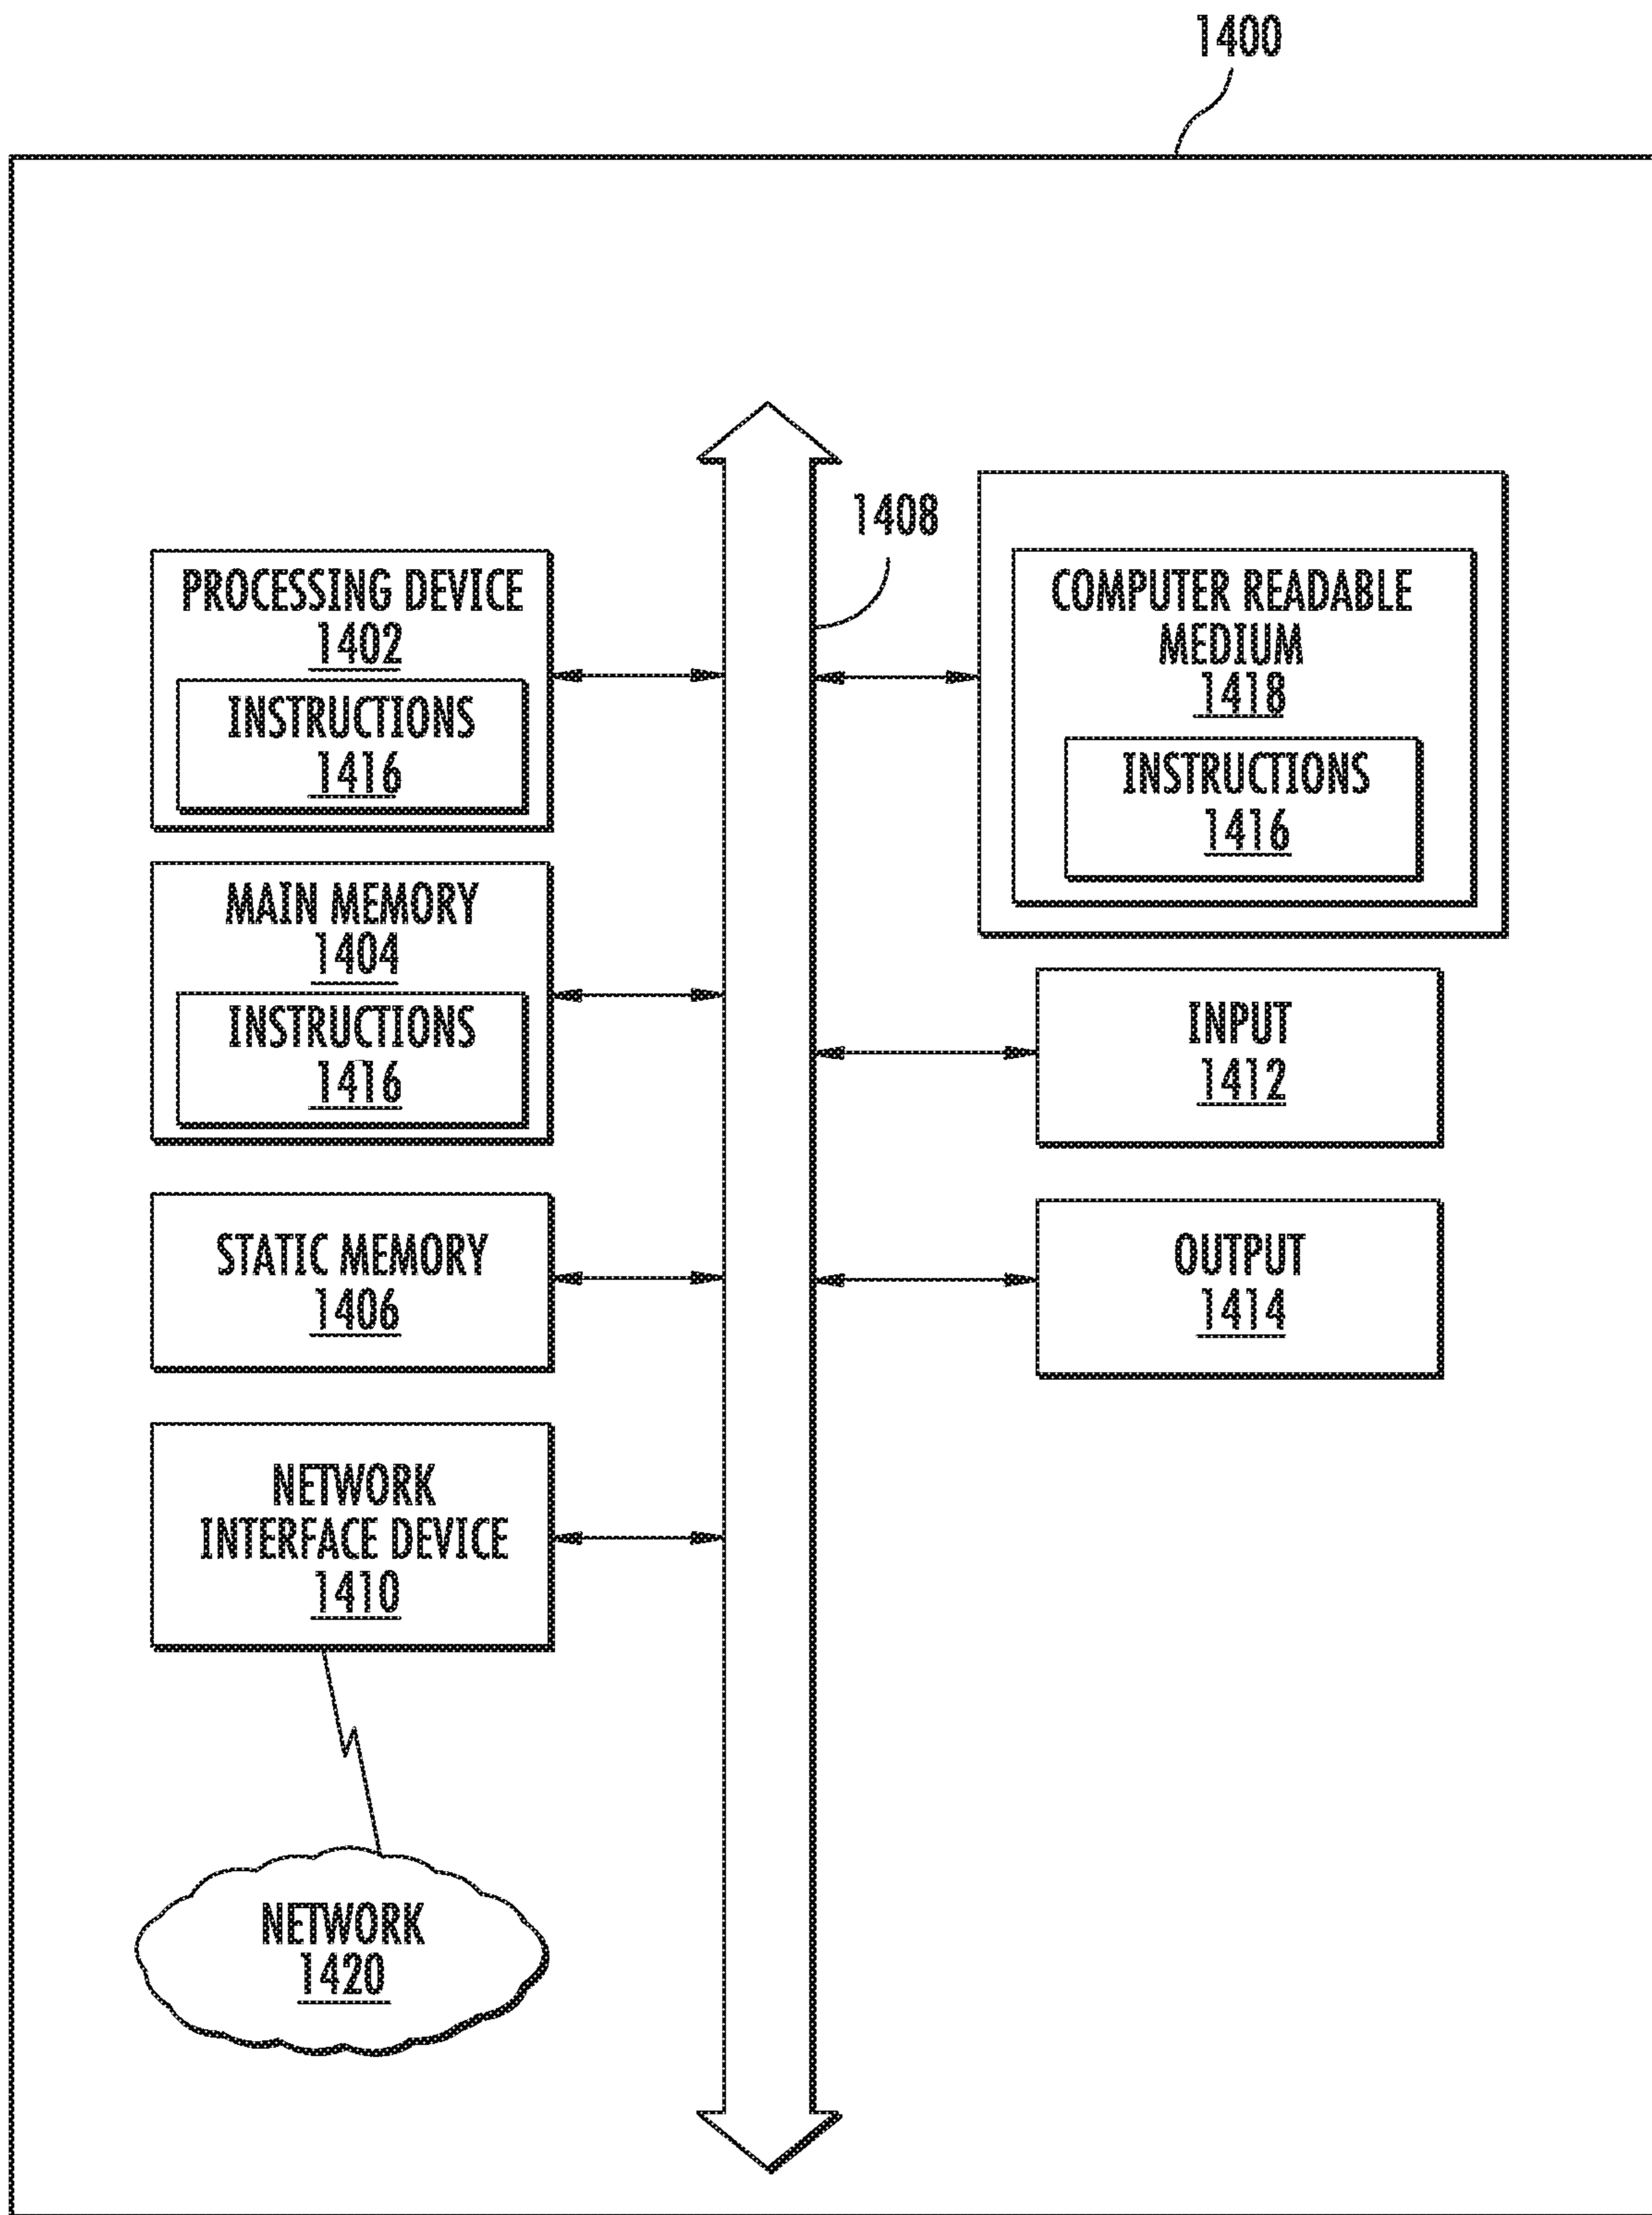 1400
1408
PROCESSING DEVICE
1402
INSTRUCTIONS
1416
MAIN MEMORY
1404
INSTRUCTIONS
1416
STATIC MEMORY
1406
NETWORK
INTERFACE DEVICE
1410
NETWORK
1420
COMPUTER READABLE
MEDIUM
1418
INSTRUCTIONS
1416
INPUT
1412
OUTPUT
1414